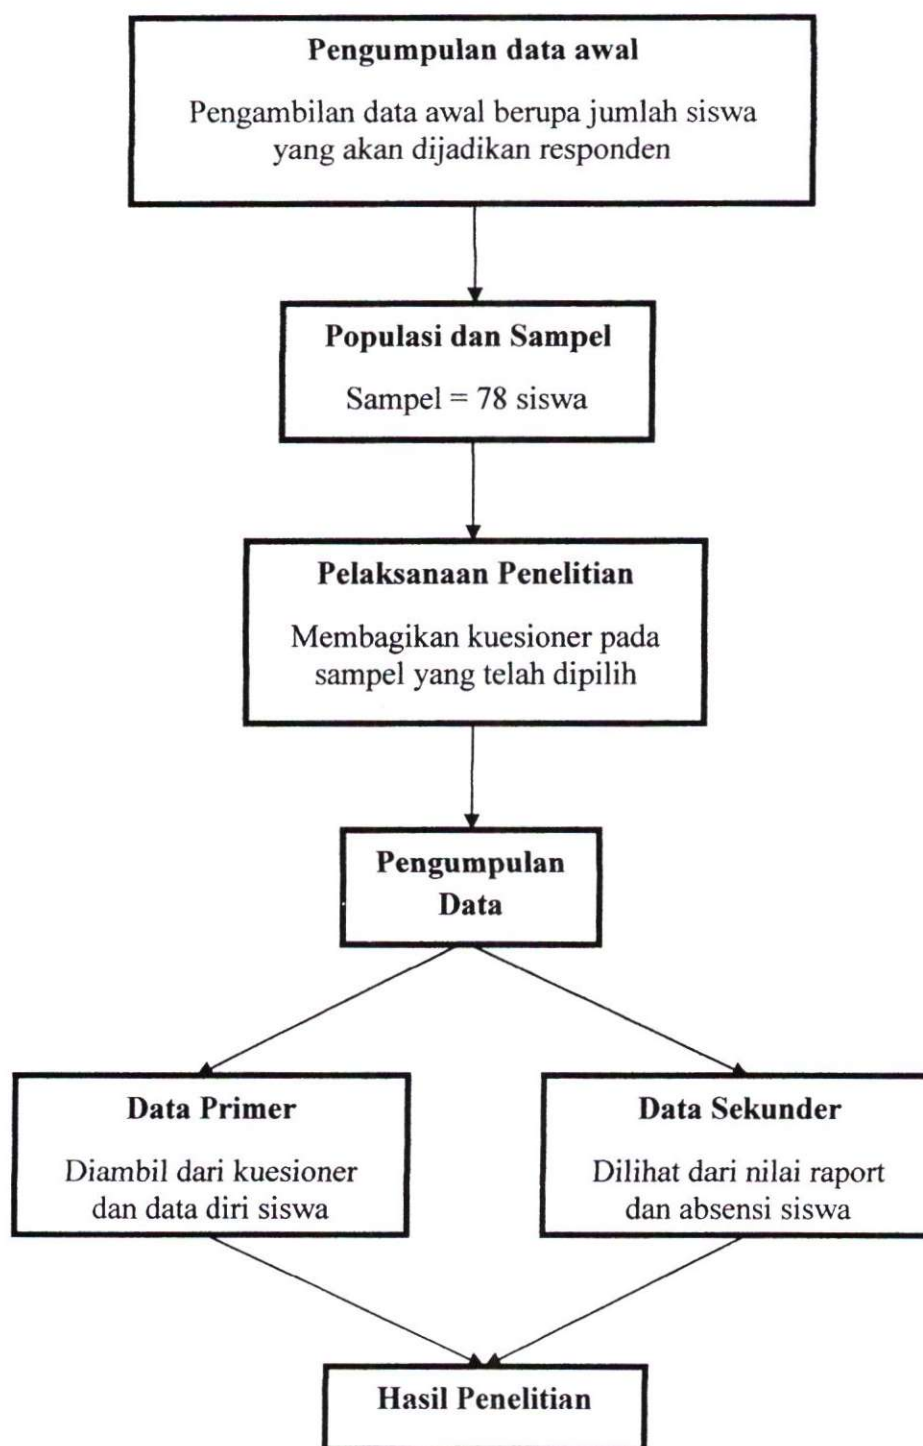 Pengumpulan data awal
Pengambilan data awal berupa jumlah siswa
yang akan dijadikan responden
Populasi dan Sampel
Sampel = 78 siswa
Pelaksanaan Penelitian
Membagikan kuesioner pada
sampel yang telah dipilih
Pengumpulan
Data
Data Primer
Diambil dari kuesioner
dan data diri siswa
Data Sekunder
Dilihat dari nilai raport
dan absensi siswa
Hasil Penelitian